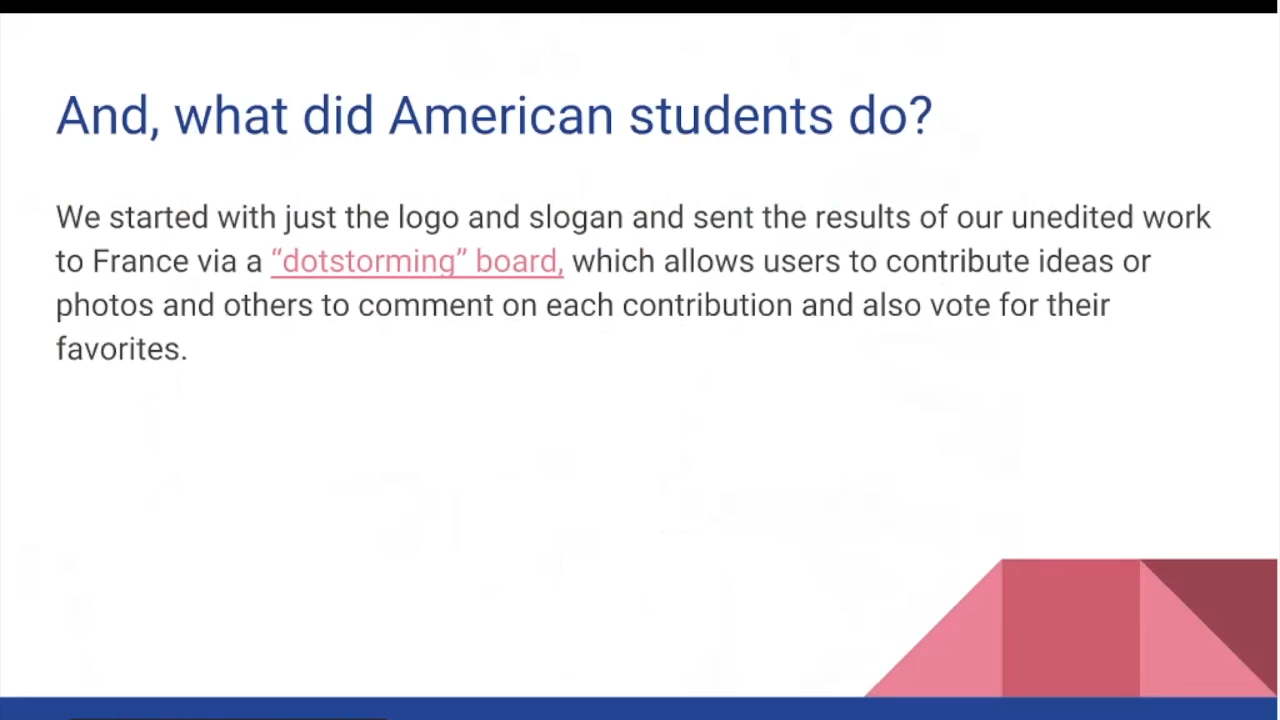 And, what did American students do?
We started with just the logo and slogan and sent the results of our unedited work
to France via a “dotstorming” board, which allows users to contribute ideas or
photos and others to comment on each contribution and also vote for their
favorites.